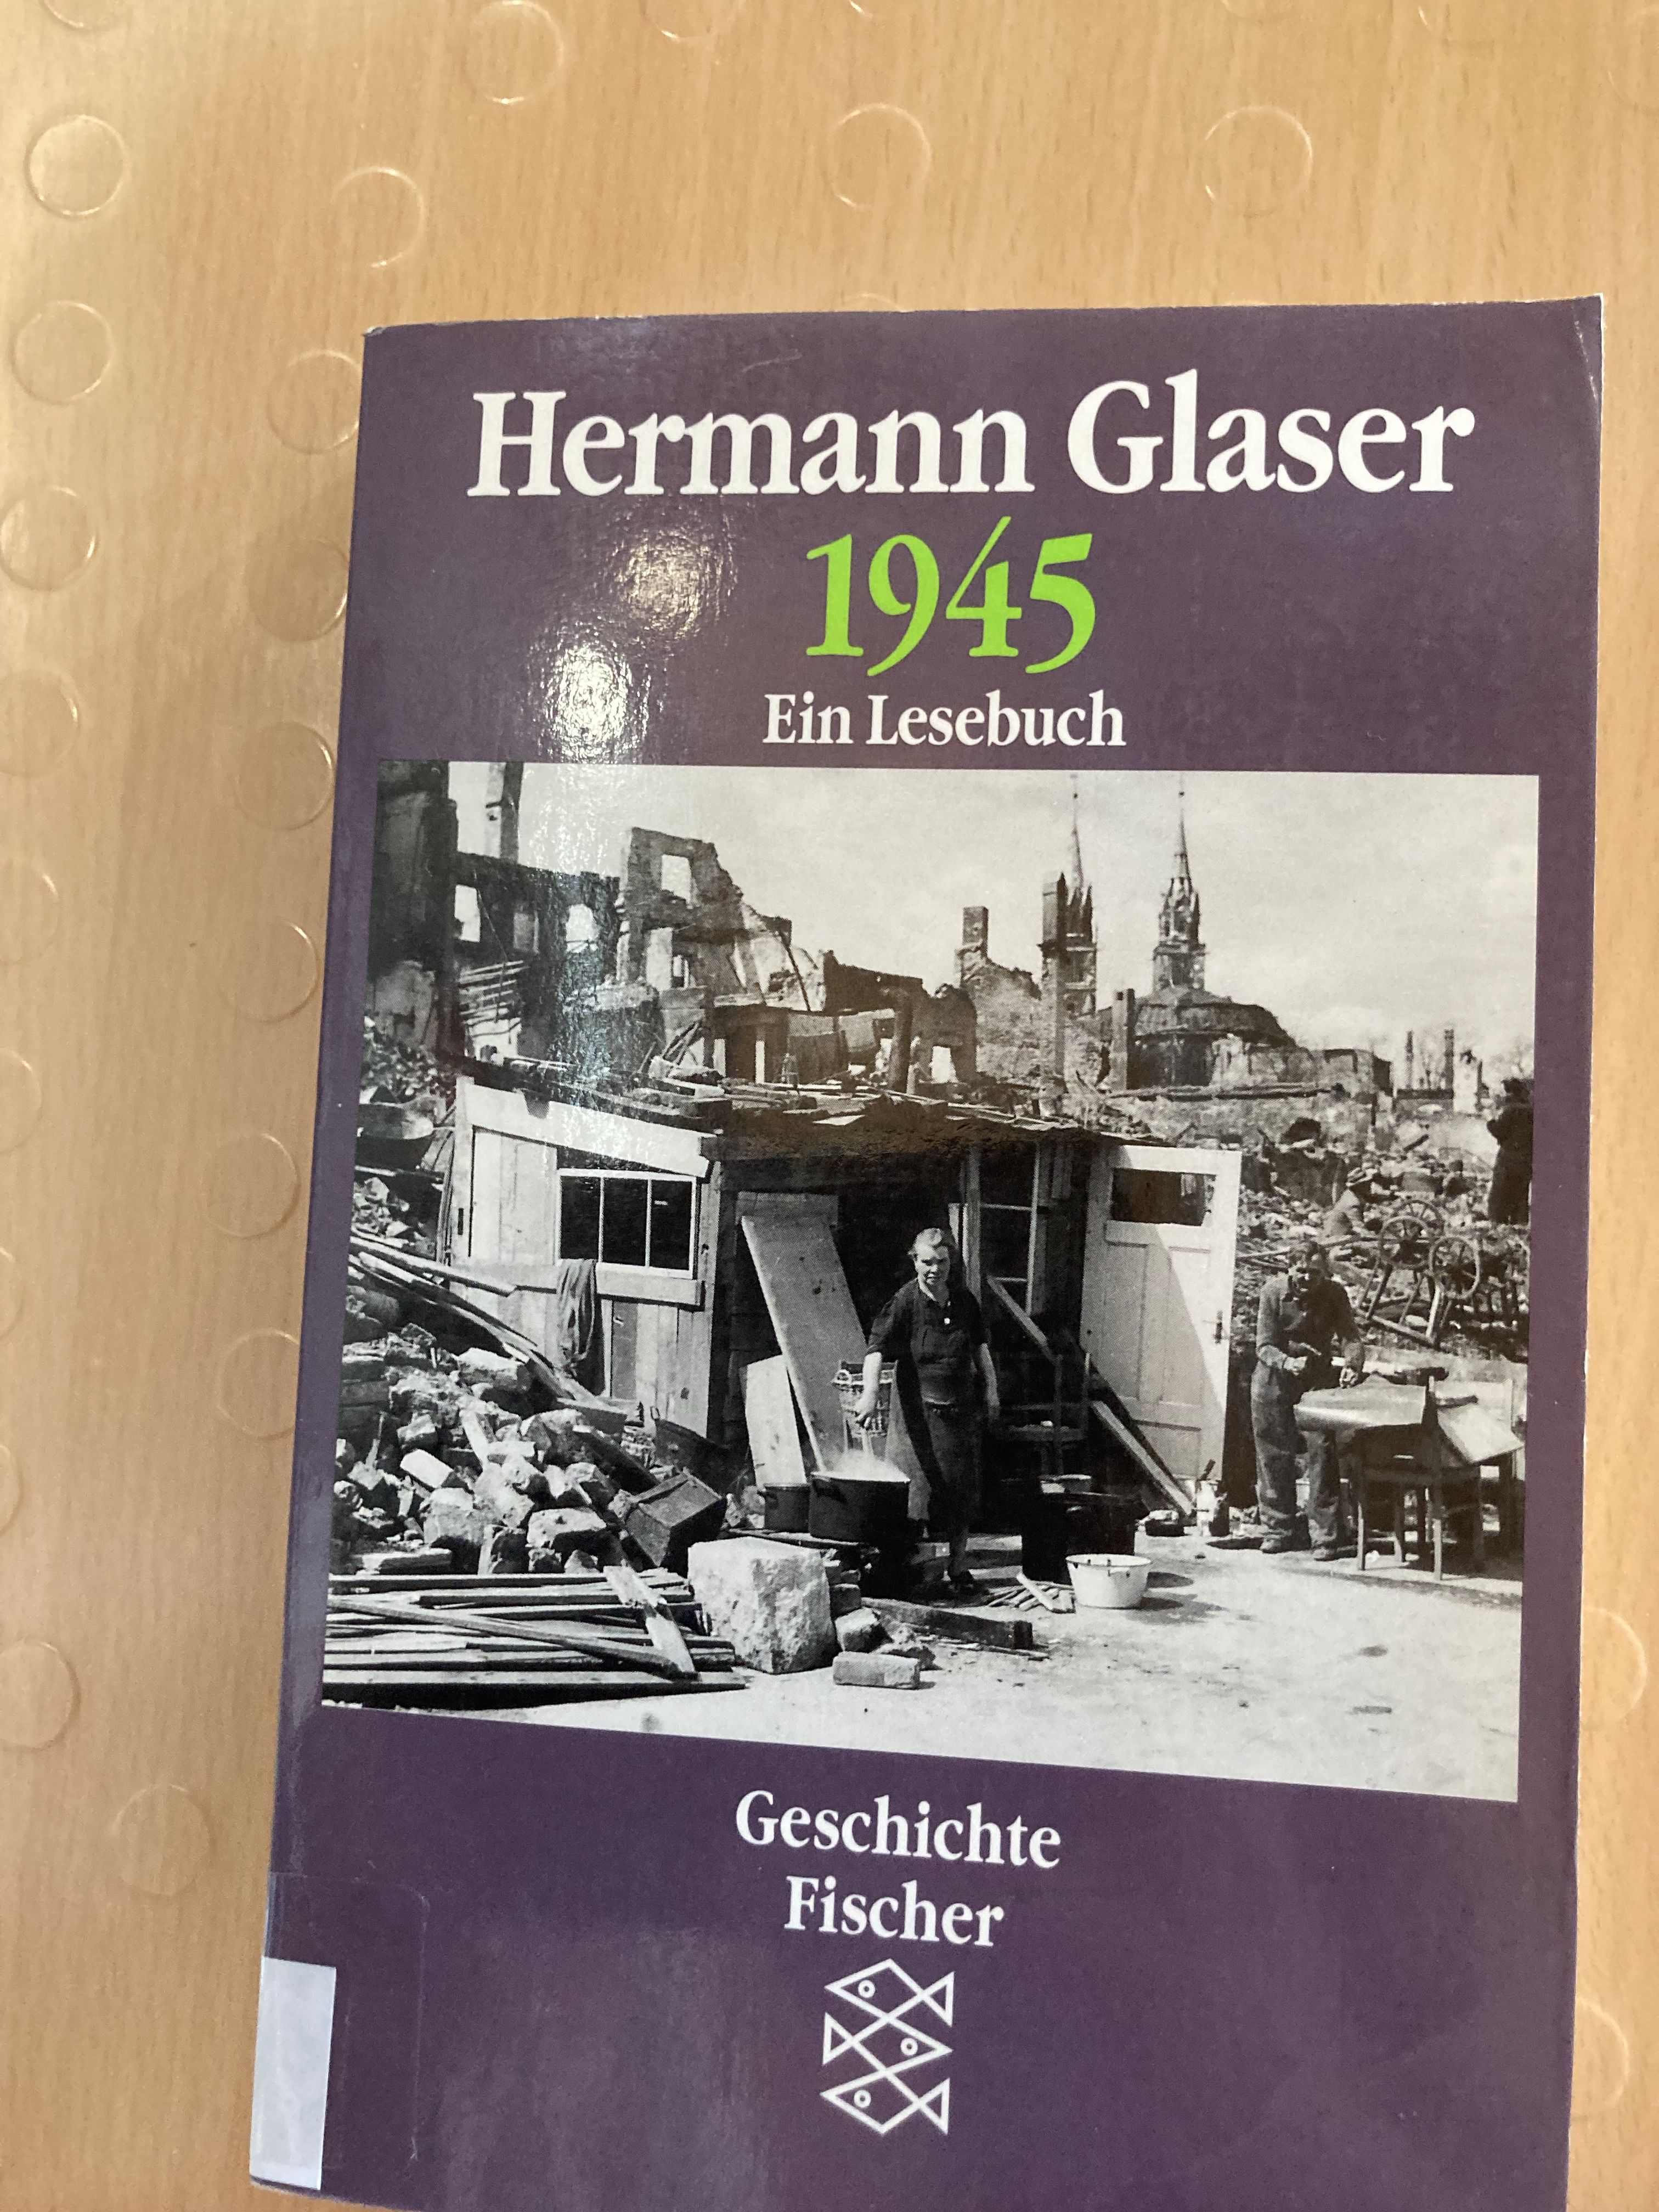 Hermann Glaser
1945
Ein Lesebuch
Geschichte
Fischer